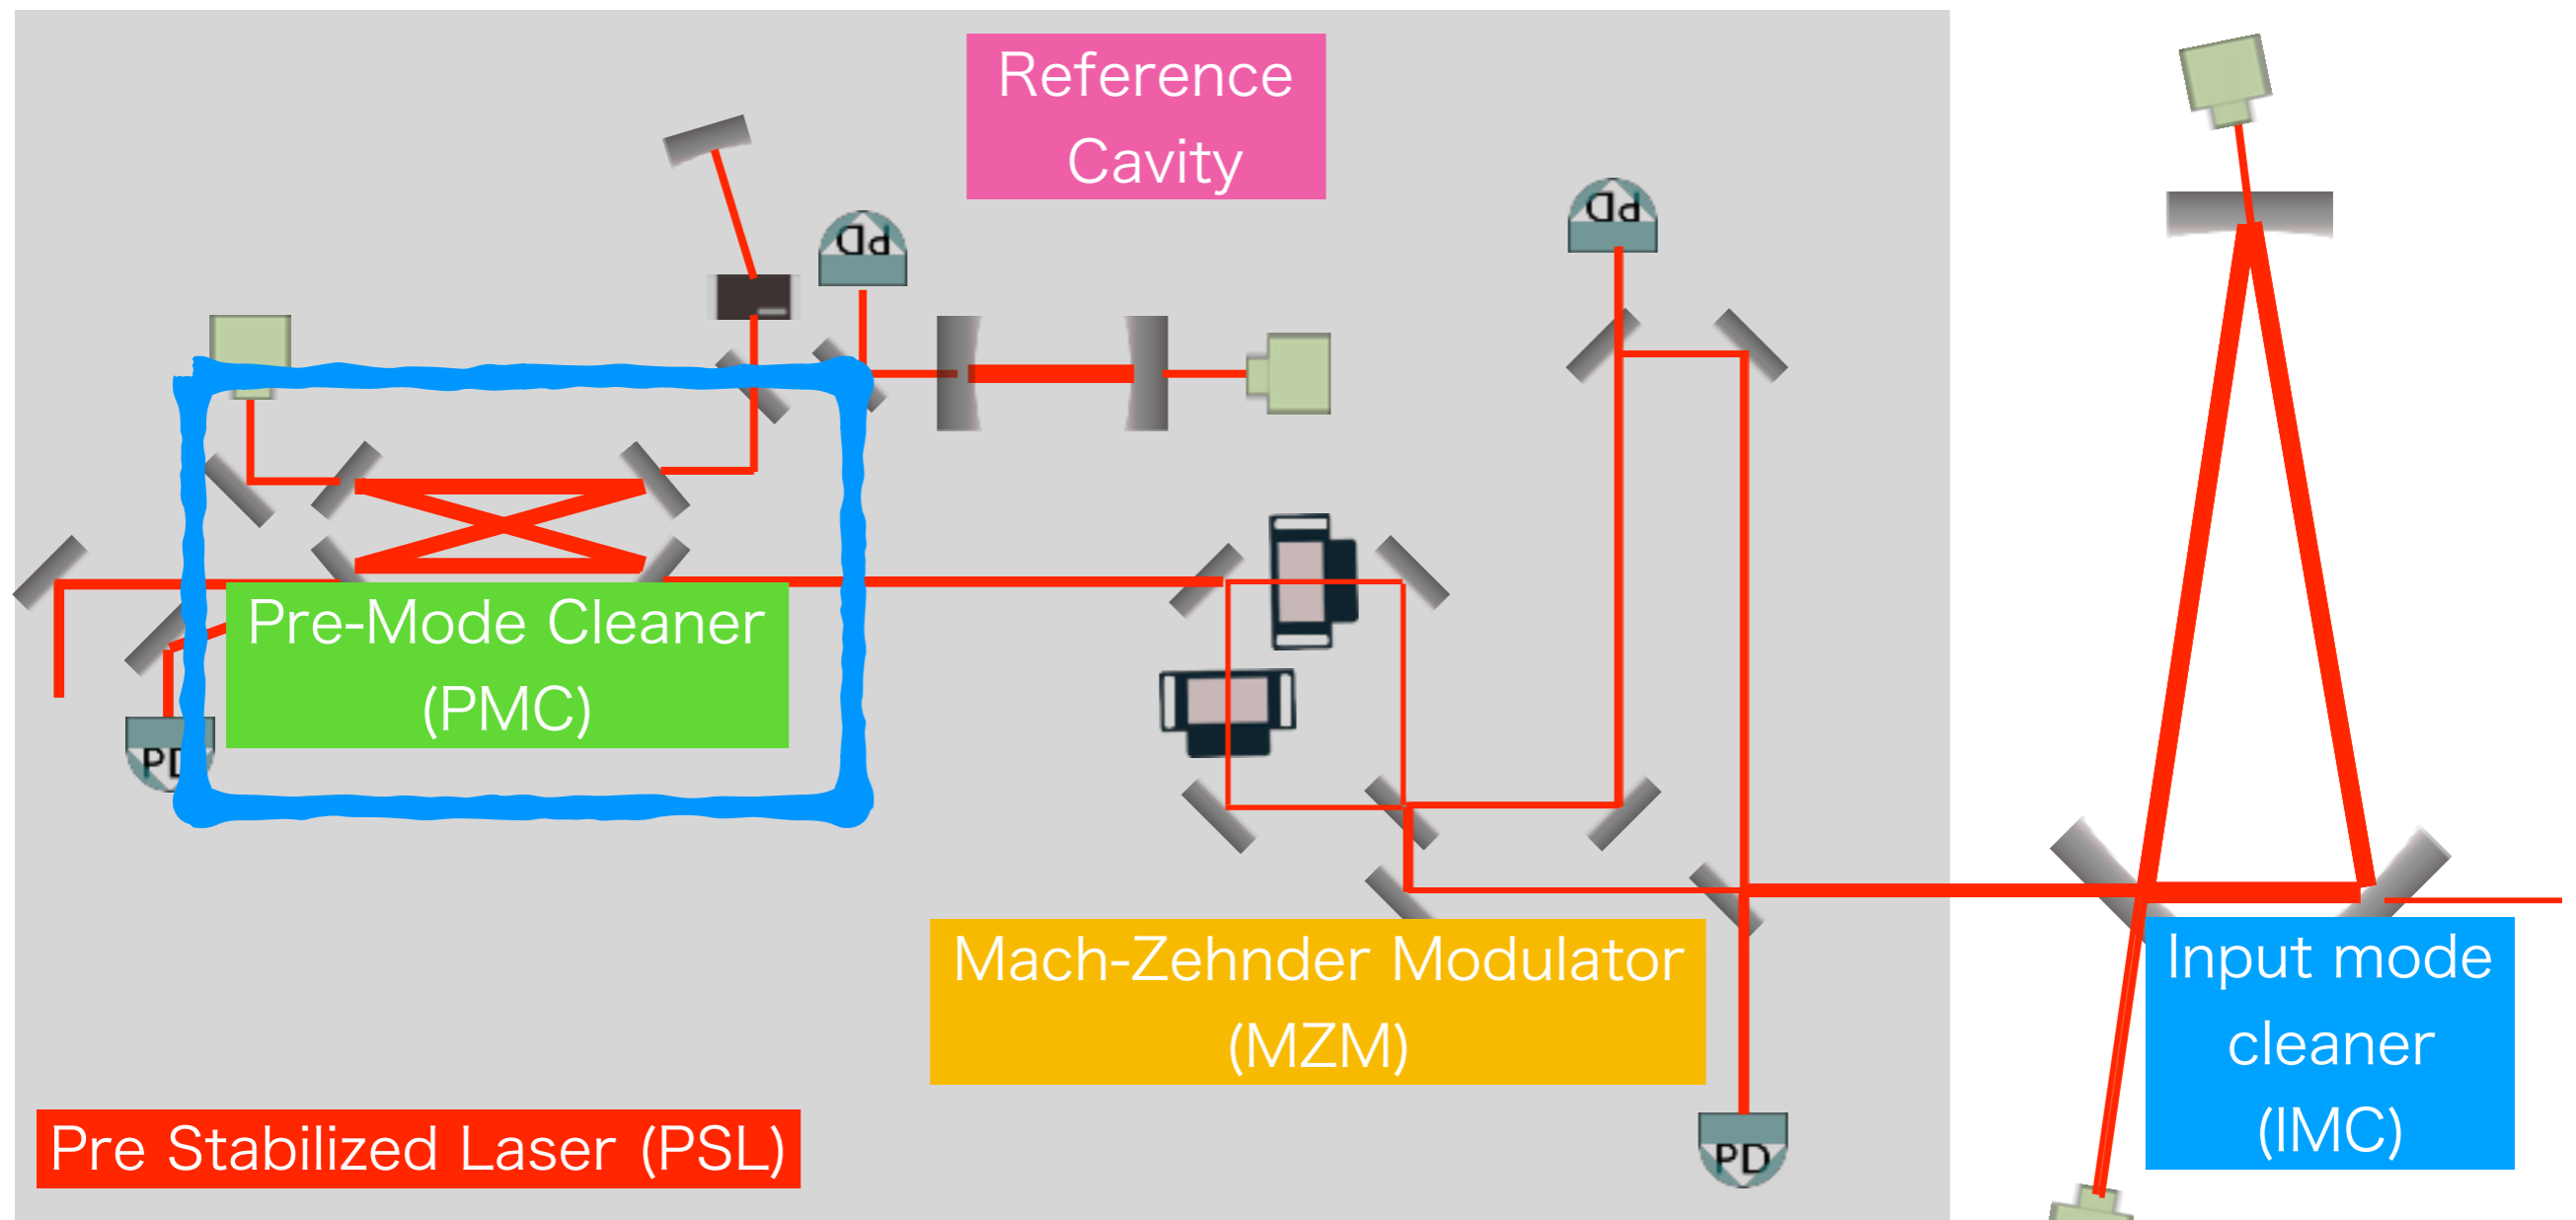 Reference
Cavity
PD
PD
Pre-Mode Cleaner
(PMC)
PD
Mach-Zehnder Modulator
(MZM)
Input mode
cleaner
(IMC)
Pre Stabilized Laser (PSL)
PD